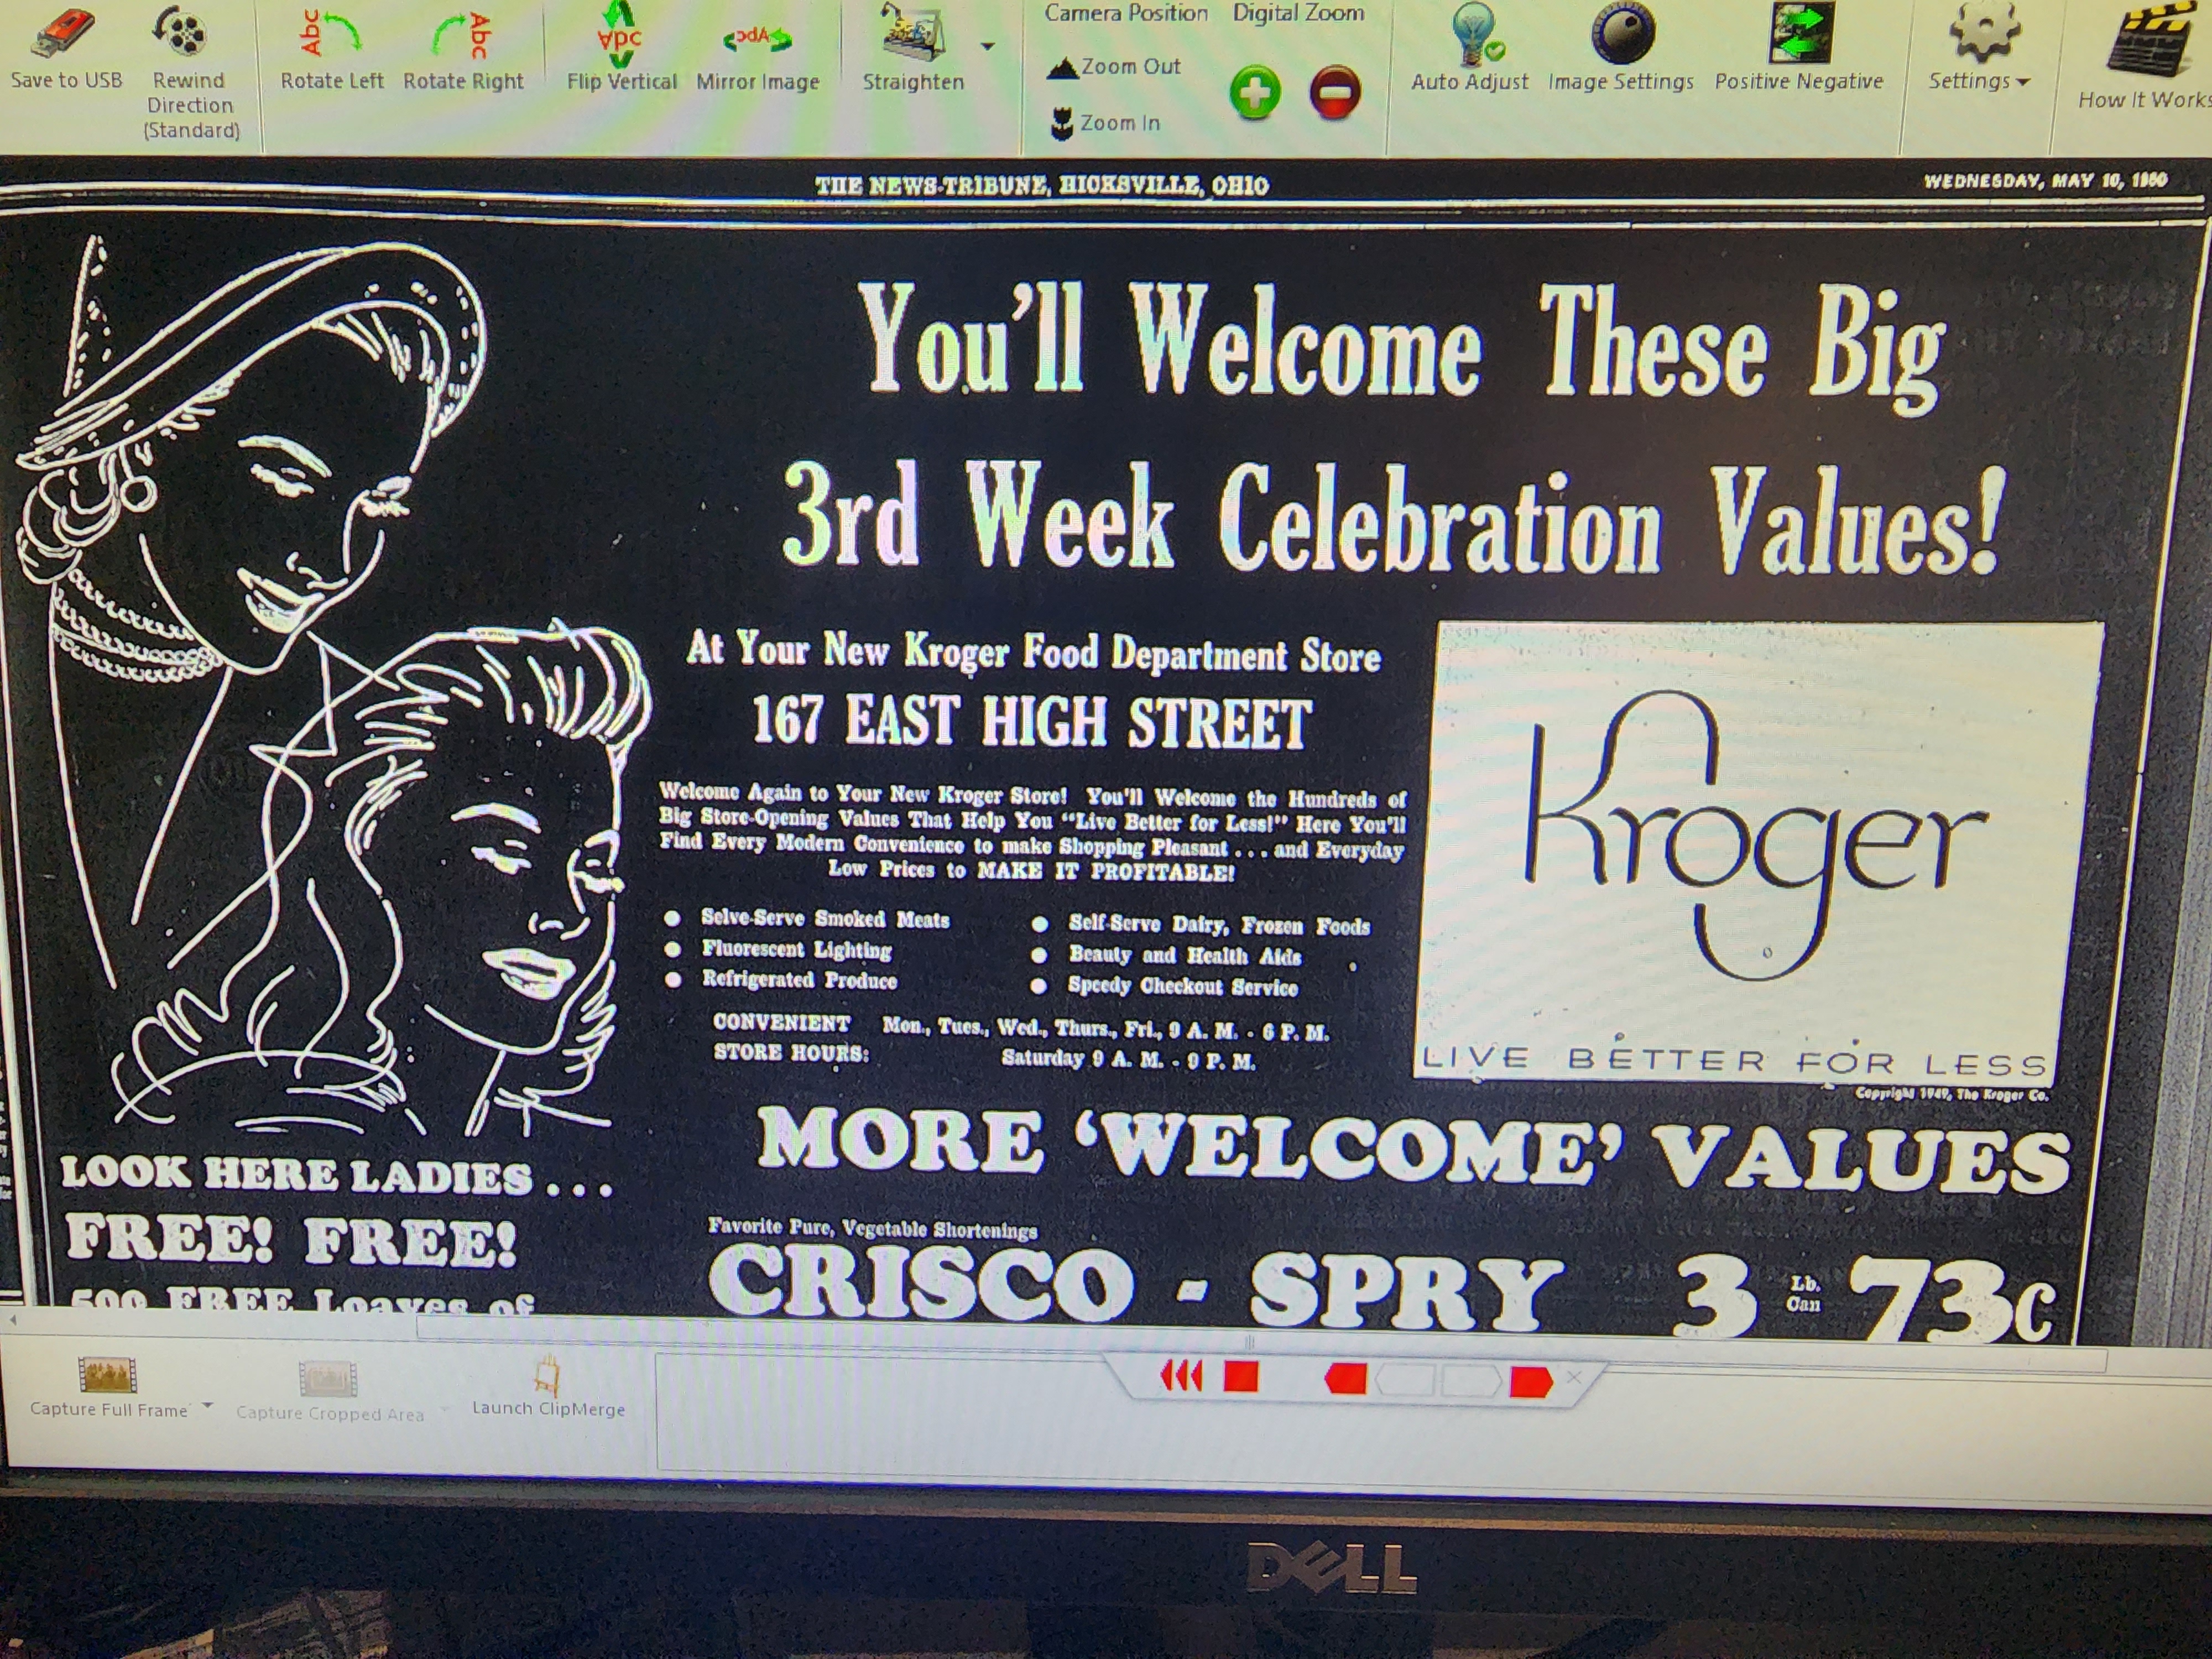 Save to USB
Rewind
Direction
(Standard)
Rotate Left
Rotate Right
Flip Vertical
Mirror Image
Straighten
Camera Position
Zoom Out
Zoom In
Digital Zoom
Auto Adjust
Image Settings
Positive Negative
Settings
How It Works
THE NEWS-TRIBUNE, HICKSVILLE, OHIO
WEDNESDAY, MAY 10, 1950
You'll Welcome These Big
3rd Week Celebration Values!
At Your New Kroger Food Department Store
167 EAST HIGH STREET
Welcome Again to Your New Kroger Store! You'll Welcome the Hundreds of
Big Store-Opening Values That Help You "Live Better for Less!" Here You'll
Find Every Modern Convenience to make Shopping Pleasant . . . and Everyday
Low Prices to MAKE IT PROFITABLE!
● Selve-Serve Smoked Meats
● Fluorescent Lighting
● Refrigerated Produce
● Self-Serve Dairy, Frozen Foods
● Beauty and Health Aids
● Speedy Checkout Service
CONVENIENT Mon., Tues., Wed., Thurs., Fri., 9 A. M. - 6 P. M.
STORE HOURS: Saturday 9 A. M. - 9 P. M.
Kroger
LIVE BETTER FOR LESS
Copyright 1949, The Kroger Co.
LOOK HERE LADIES . . .
FREE! FREE!
500 FREE Loaves of
MORE 'WELCOME' VALUES
Favorite Pure, Vegetable Shortenings
CRISCO - SPRY 3 Lb. Can 73c
Capture Full Frame
Capture Cropped Area
Launch ClipMerge
DELL